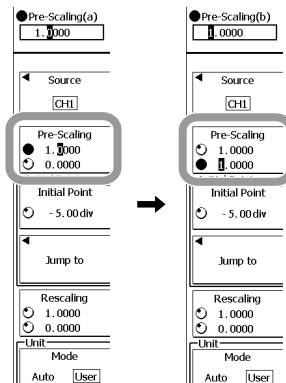 Pre-Scaling(a)
1.0000
Source
CH1
Pre-Scaling
1.0000
0.0000
Initial Point
-5.00div
Jump to
Rescaling
1.0000
0.0000
Unit
Mode
Auto User
Pre-Scaling(b)
1.0000
Source
CH1
Pre-Scaling
1.0000
1.0000
Initial Point
-5.00div
Jump to
Rescaling
1.0000
0.0000
Unit
Mode
Auto User